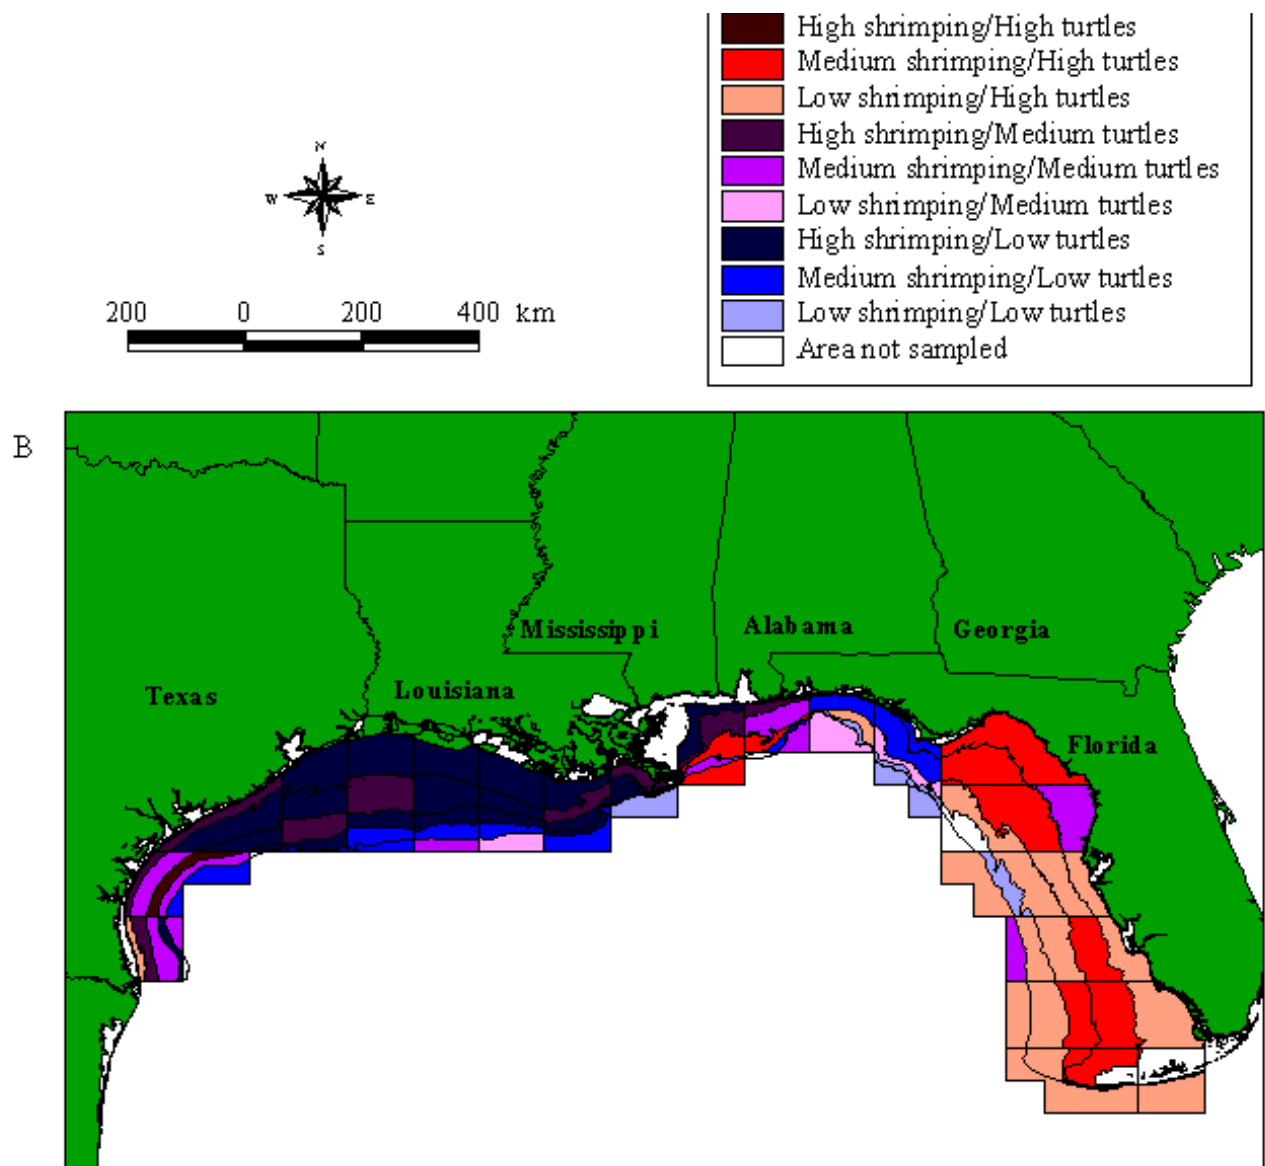 High shrimping/High turtles
Medium shrimping/High turtles
Low shrimping/High turtles
High shrimping/Medium turtles
Medium shrimping/Medium turtles
Low shrimping/Medium turtles
High shrimping/Low turtles
Medium shrimping/Low turtles
Low shrimping/Low turtles
Area not sampled
N
W E
S
200 0 200 400 km
B
Mississippi Alabama Georgia
Texas Louisiana
Florida